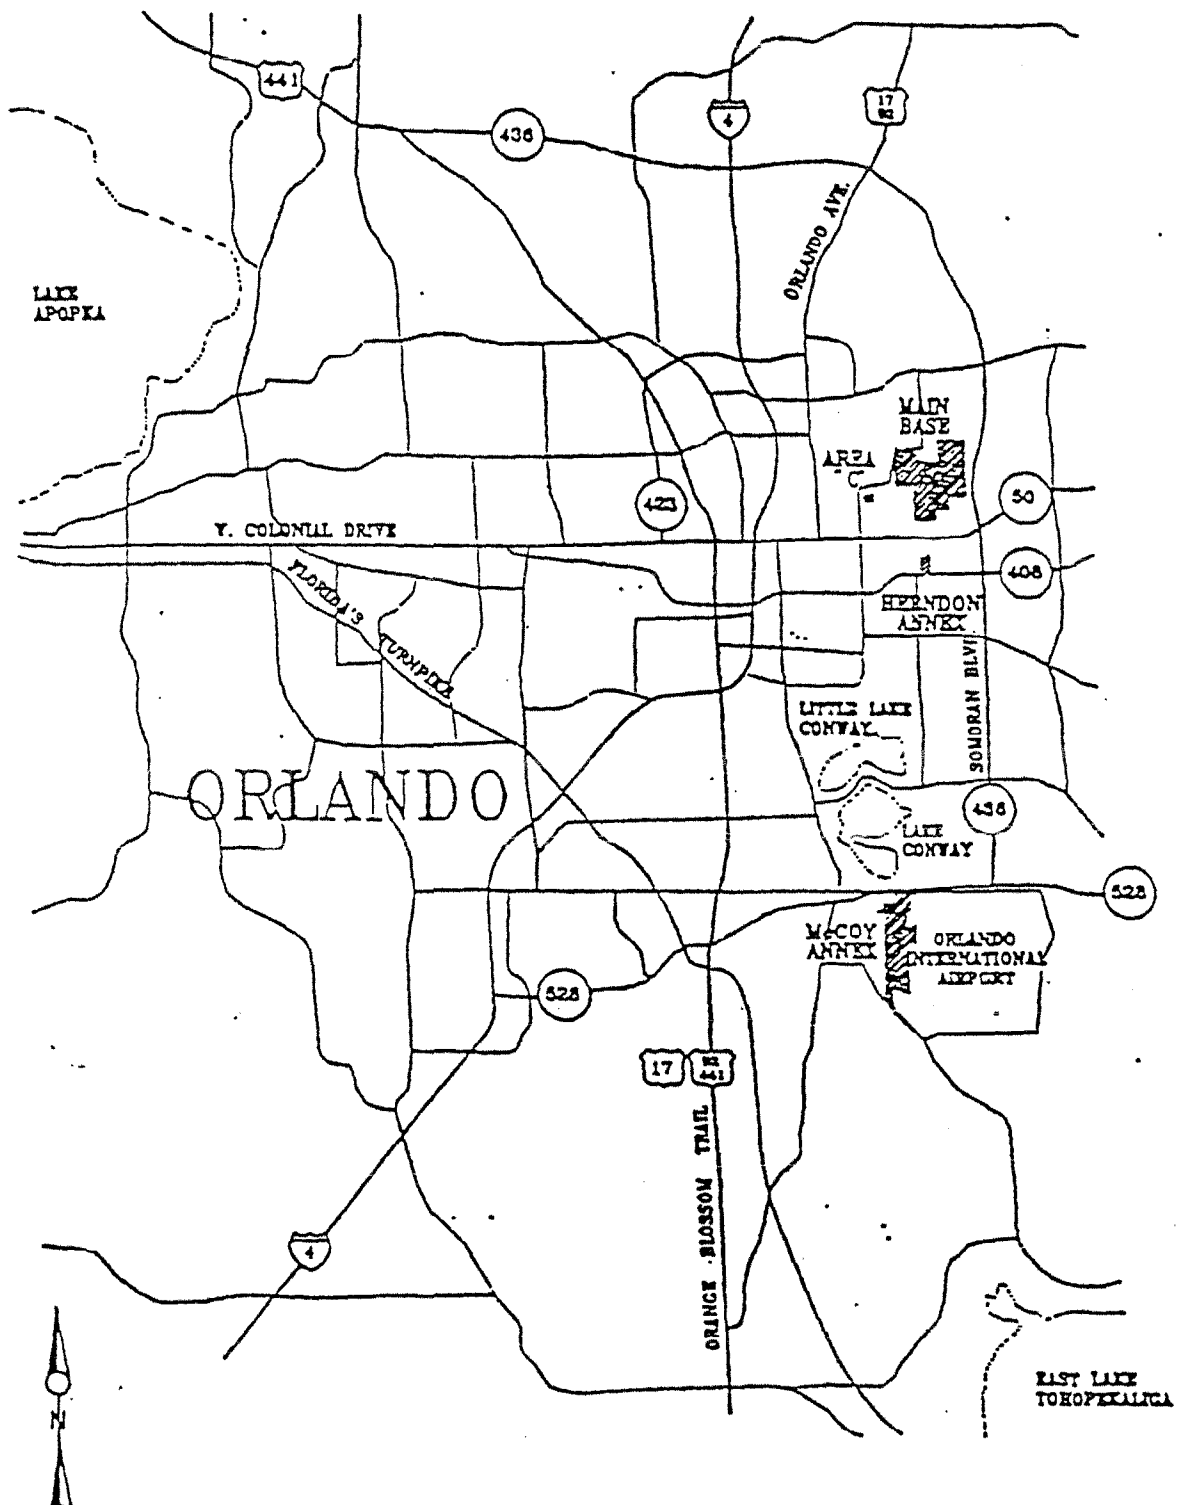 441
436
4
17
92
ORLANDO AVE.
LAKE
APOPKA
MAIN
BASE
AREA
"C"
423
50
W. COLONIAL DRIVE
408
FLORIDA'S TURNPIKE
HERNDON
ANNEX
SOMORAN BLVD
LITTLE LAKE
CONWAY
ORLANDO
436
LAKE
CONWAY
528
McCOY
ANNEX
ORLANDO
INTERNATIONAL
AIRPORT
528
17
92
441
ORANGE BLOSSOM TRAIL
4
N
EAST LAKE
TOHOPEKALIGA